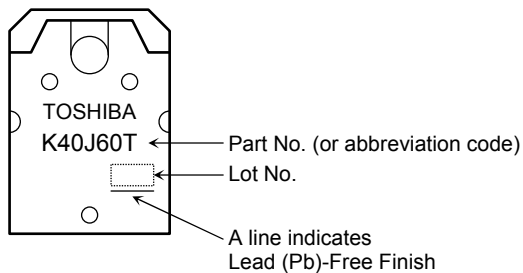 TOSHIBA
K40J60T
Part No. (or abbreviation code)
Lot No.
A line indicates
Lead (Pb)-Free Finish